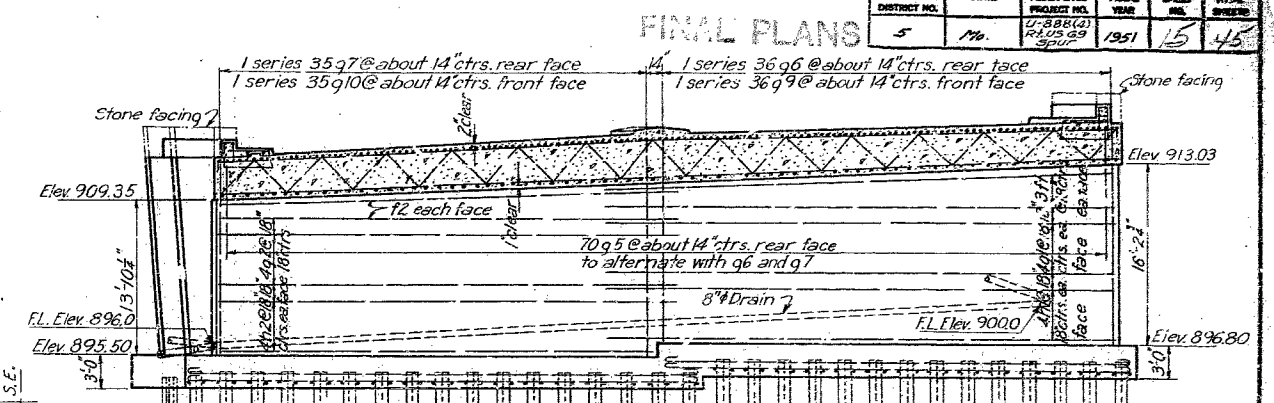 FINAL PLANS
DISTRICT NO.
PROJECT NO.
YEAR
NO.
SHEETS
5
Mo.
U-888(4)
Rt. US 69
Spur
1951
15
45
1 series 35 g7 @ about 14" ctrs. rear face
14"
1 series 36 g6 @ about 14" ctrs. rear face
1 series 35 g10 @ about 14" ctrs. front face
1 series 36 g9 @ about 14" ctrs. front face
Stone facing
Stone facing
2" clear
Elev. 913.03
Elev. 909.35
f2 each face
1" clear
70 g5 @ about 14" ctrs. rear face
to alternate with g6 and g7
8"ϕ Drain
13'-10¼"
16'-2¾"
F.L. Elev. 896.0
F.L. Elev. 900.0
Elev. 895.50
Elev. 896.80
3'-0"
3'-0"
S.E.